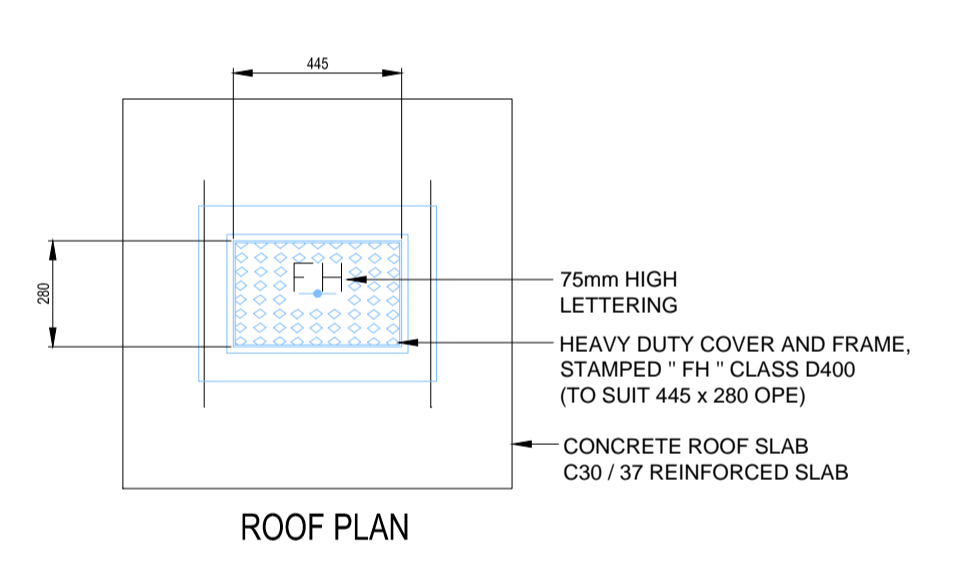 445
280
FH
75mm HIGH
LETTERING
HEAVY DUTY COVER AND FRAME,
STAMPED " FH " CLASS D400
(TO SUIT 445 x 280 OPE)
CONCRETE ROOF SLAB
C30 / 37 REINFORCED SLAB
ROOF PLAN